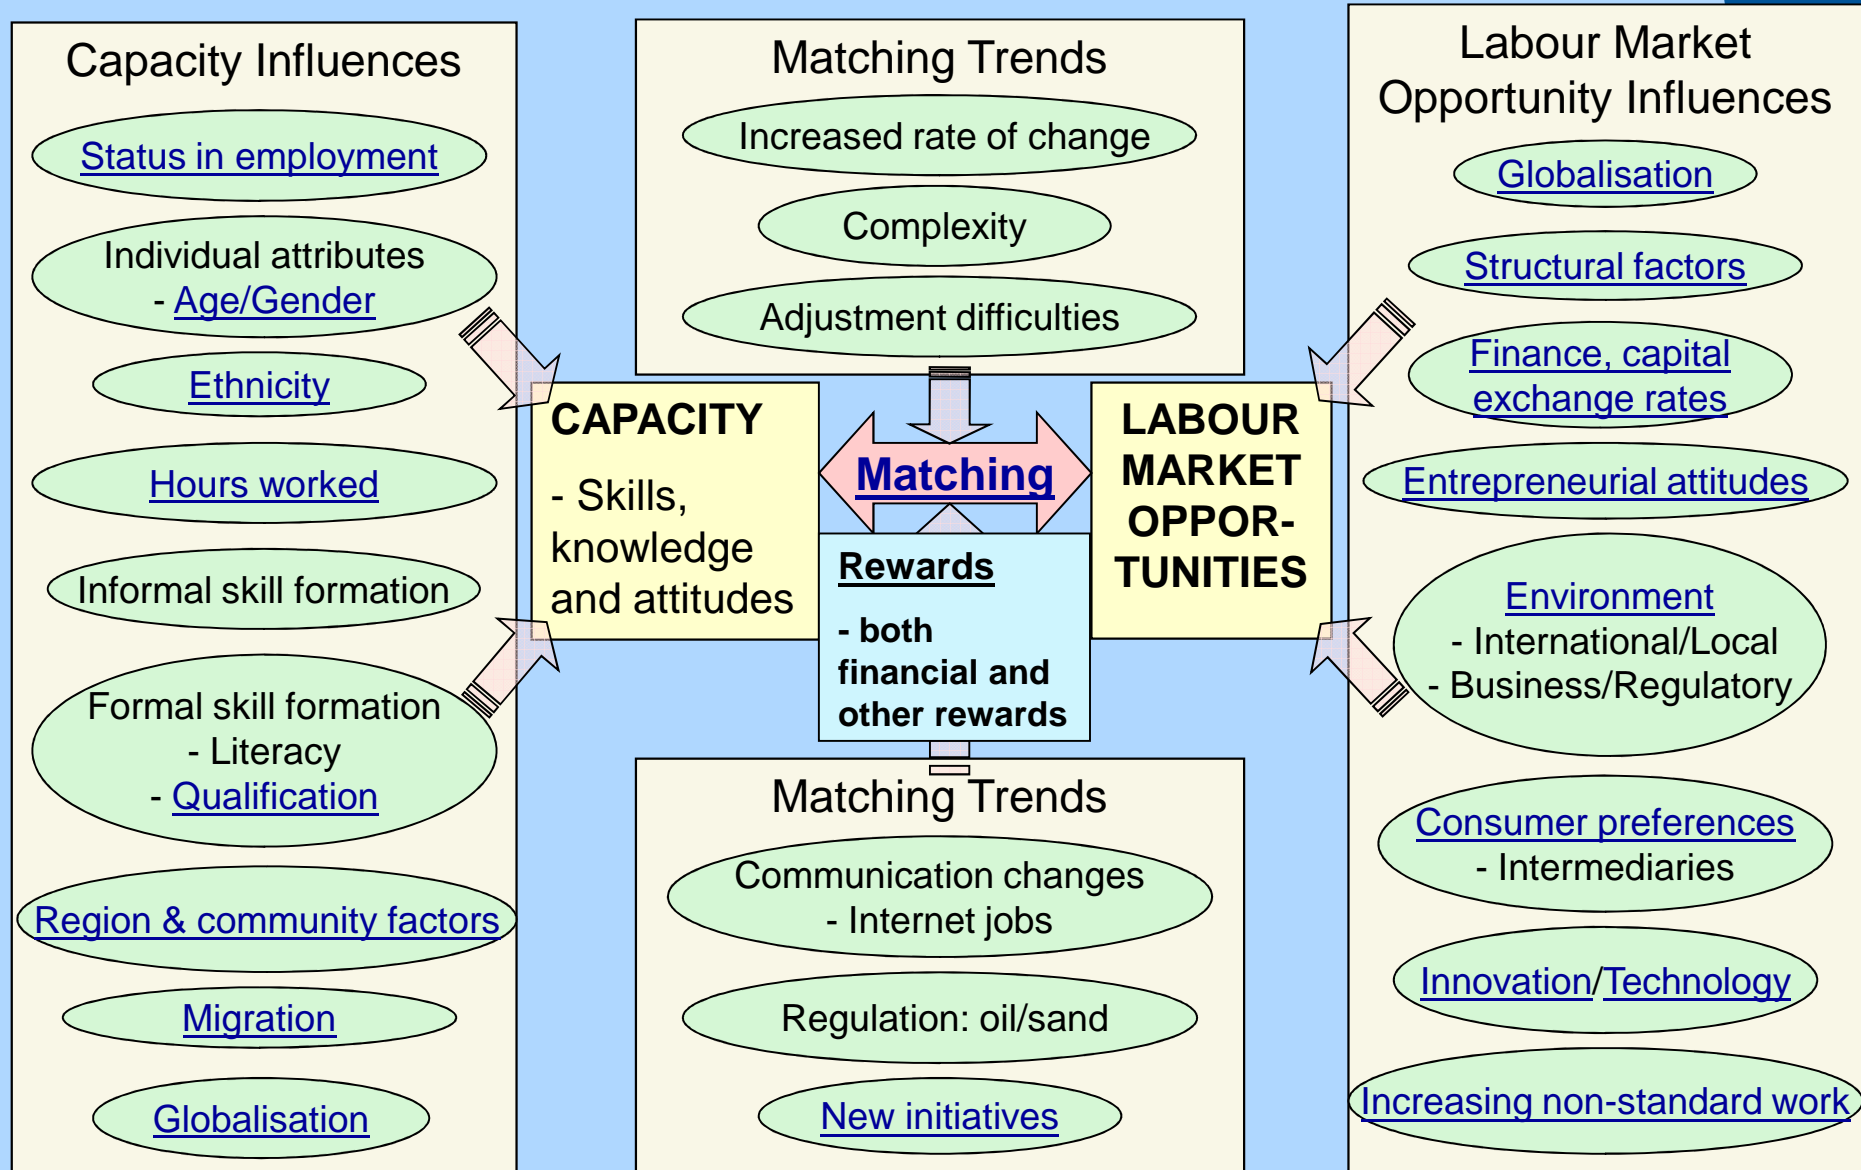 Capacity Influences
Status in employment
Individual attributes
- Age/Gender
Ethnicity
Hours worked
Informal skill formation
Formal skill formation
- Literacy
- Qualification
Region & community factors
Migration
Globalisation
Matching Trends
Increased rate of change
Complexity
Adjustment difficulties
CAPACITY
- Skills,
knowledge
and attitudes
Matching
Rewards
- both
financial and
other rewards
LABOUR
MARKET
OPPOR-
TUNITIES
Matching Trends
Communication changes
- Internet jobs
Regulation: oil/sand
New initiatives
Labour Market
Opportunity Influences
Globalisation
Structural factors
Finance, capital
exchange rates
Entrepreneurial attitudes
Environment
- International/Local
- Business/Regulatory
Consumer preferences
- Intermediaries
Innovation/Technology
Increasing non-standard work